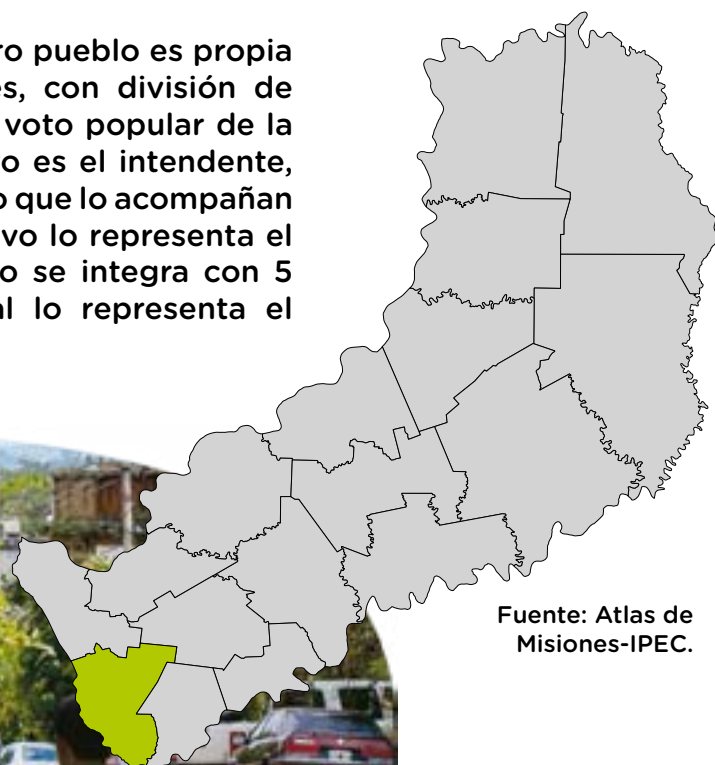 ro pueblo es propia
es, con división de
voto popular de la
o es el intendente,
o que lo acompañan
vo lo representa el
o se integra con 5
al lo representa el
Fuente: Atlas de
Misiones-IPEC.